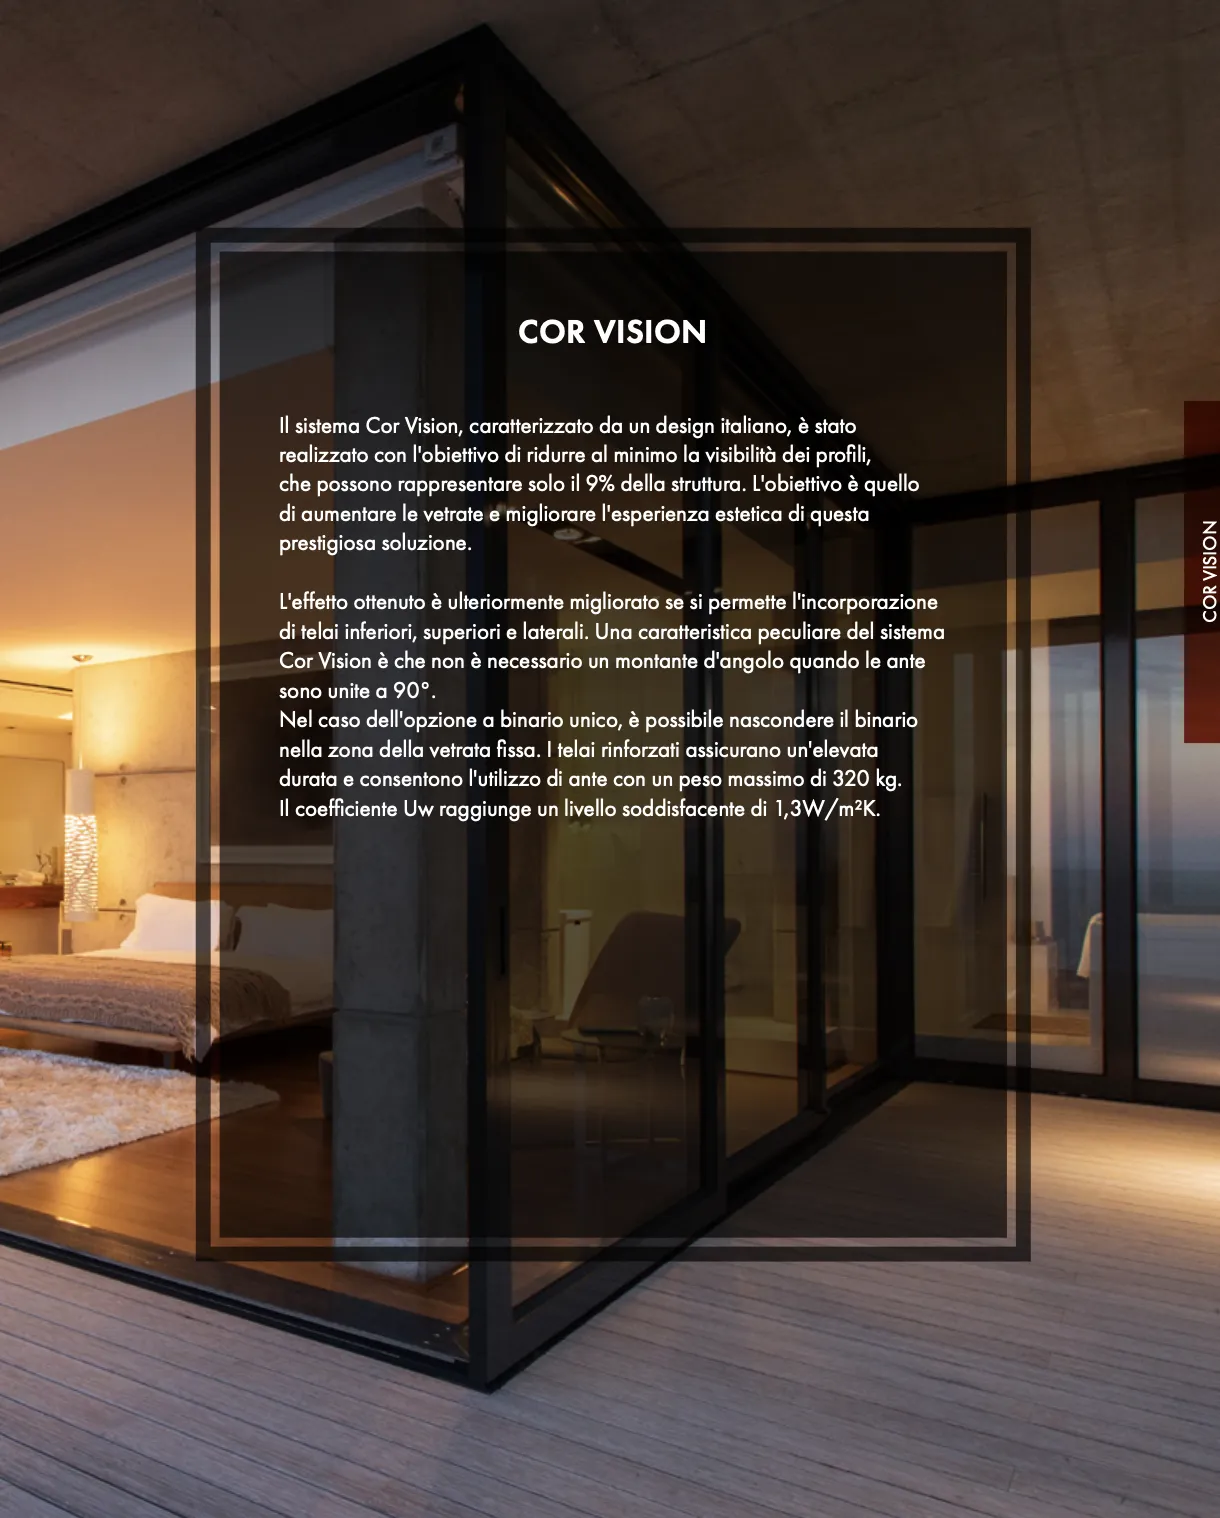 COR VISION
Il sistema Cor Vision, caratterizzato da un design italiano, è stato
realizzato con l'obiettivo di ridurre al minimo la visibilità dei profili,
che possono rappresentare solo il 9% della struttura. L'obiettivo è quello
di aumentare le vetrate e migliorare l'esperienza estetica di questa
prestigiosa soluzione.
L'effetto ottenuto è ulteriormente migliorato se si permette l'incorporazione
di telai inferiori, superiori e laterali. Una caratteristica peculiare del sistema
Cor Vision è che non è necessario un montante d'angolo quando le ante
sono unite a 90°.
Nel caso dell'opzione a binario unico, è possibile nascondere il binario
nella zona della vetrata fissa. I telai rinforzati assicurano un'elevata
durata e consentono l'utilizzo di ante con un peso massimo di 320 kg.
Il coefficiente Uw raggiunge un livello soddisfacente di 1,3W/m²K.
COR VISION